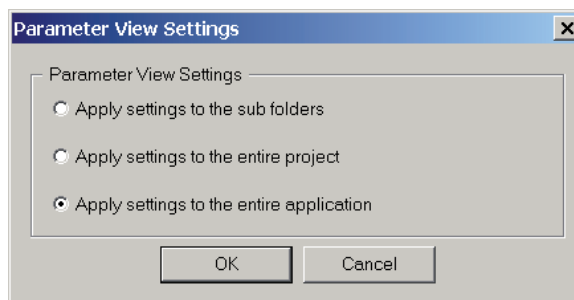 Parameter View Settings
Parameter View Settings
Apply settings to the sub folders
Apply settings to the entire project
Apply settings to the entire application
OK Cancel